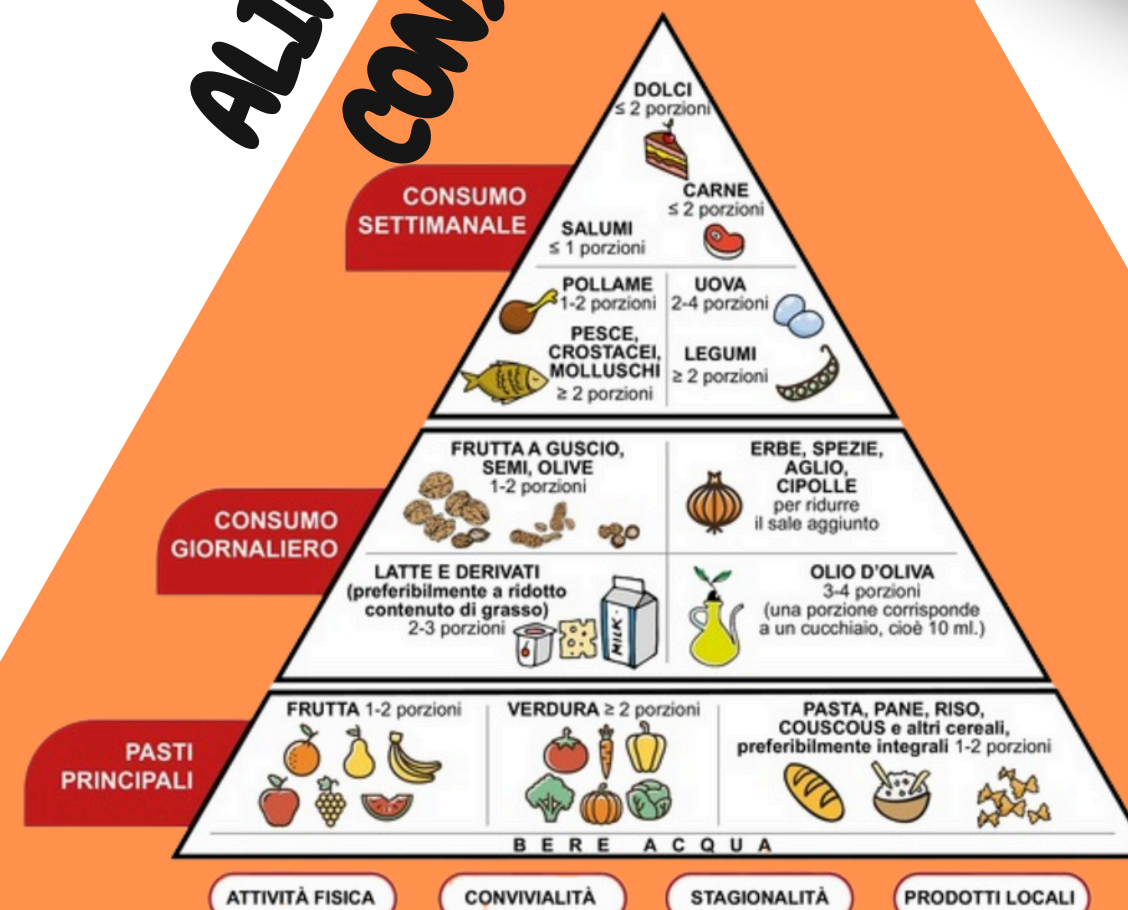 DOLCI
≤ 2 porzioni
CONSUMO
SETTIMANALE
CARNE
≤ 2 porzioni
SALUMI
≤ 1 porzioni
POLLAME
1-2 porzioni
UOVA
2-4 porzioni
PESCE,
CROSTACEI,
MOLLUSCHI
≥ 2 porzioni
LEGUMI
≥ 2 porzioni
CONSUMO
GIORNALIERO
FRUTTA A GUSCIO,
SEMI, OLIVE
1-2 porzioni
ERBE, SPEZIE,
AGLIO,
CIPOLLE
per ridurre
il sale aggiunto
LATTE E DERIVATI
(preferibilmente a ridotto
contenuto di grasso)
2-3 porzioni
MILK
OLIO D'OLIVA
3-4 porzioni
(una porzione corrisponde
a un cucchiaio, cioè 10 ml.)
PASTI
PRINCIPALI
FRUTTA 1-2 porzioni
VERDURA ≥ 2 porzioni
PASTA, PANE, RISO,
COUSCOUS e altri cereali,
preferibilmente integrali 1-2 porzioni
BERE ACQUA
ATTIVITÀ FISICA
CONVIVIALITÀ
STAGIONALITÀ
PRODOTTI LOCALI